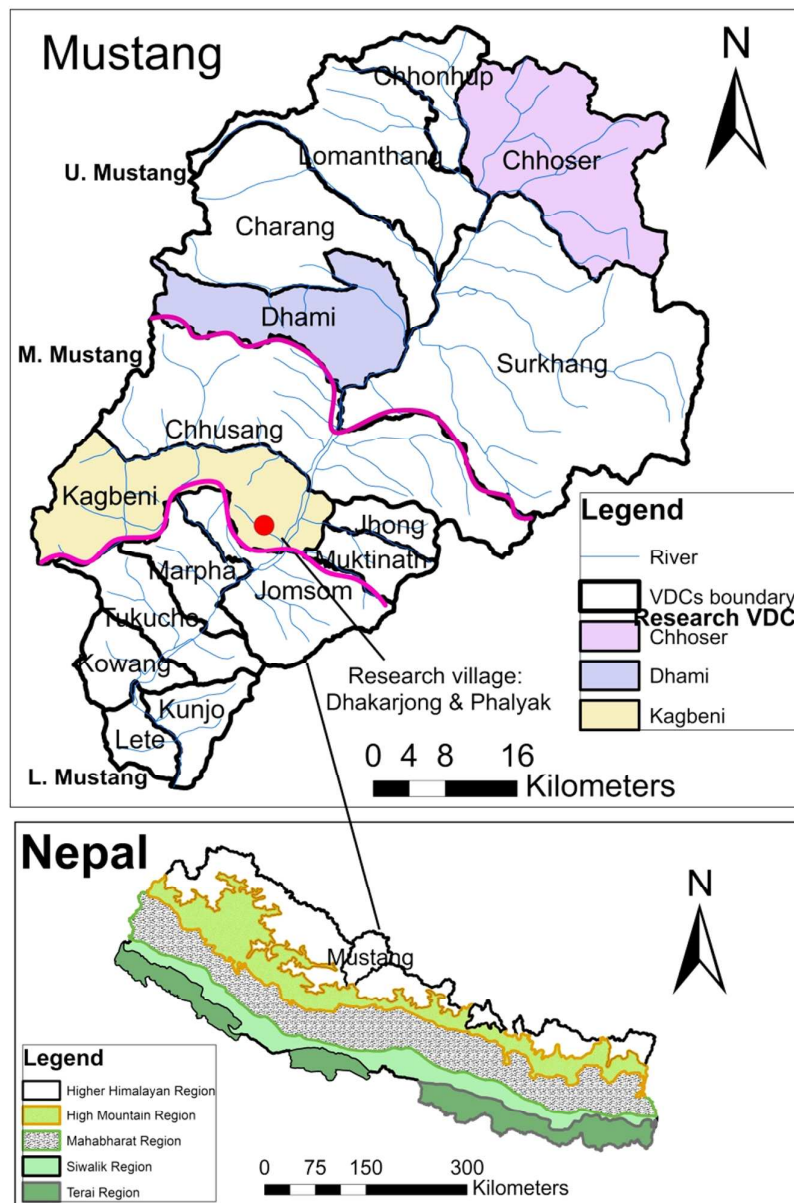 Mustang
N
Chhonhup
Lomanthang
Chhoser
U. Mustang
Charang
Dhami
Surkhang
M. Mustang
Chhusang
Kagbeni
Jhong
Muktinath
Marpha
Jomsom
Tukuche
Kowang
Kunjo
Lete
L. Mustang
Research village:
Dhakarjong & Phalyak
0 4 8 16
Kilometers
Legend
River
VDCs boundary
Research VDC
Chhoser
Dhami
Kagbeni
Nepal
N
Mustang
Legend
Higher Himalayan Region
High Mountain Region
Mahabharat Region
Siwalik Region
Terai Region
0 75 150 300
Kilometers